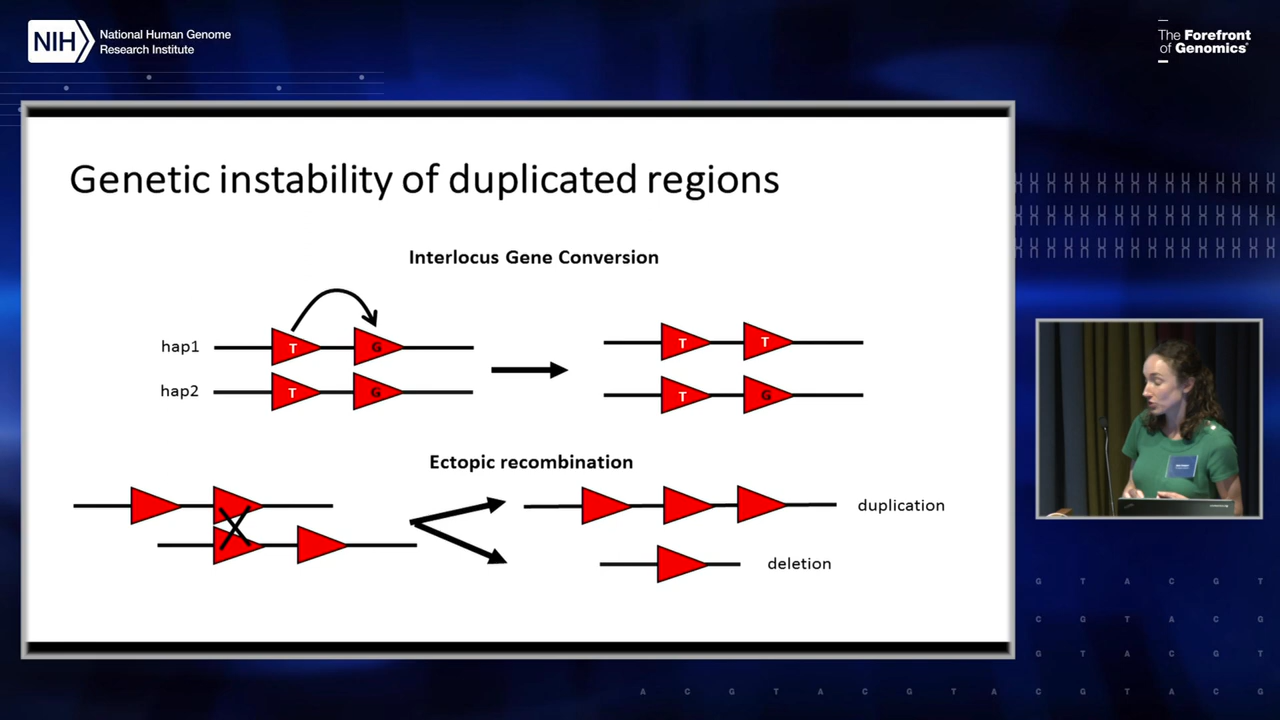 NIH
National Human Genome
Research Institute
The Forefront
of Genomics®
Genetic instability of duplicated regions
Interlocus Gene Conversion
hap1 T G T T
hap2 T G T G
Ectopic recombination
duplication
deletion
G T A C G T
C G T A C G
G T A C G T
A C G T A C G T A C G T A C G